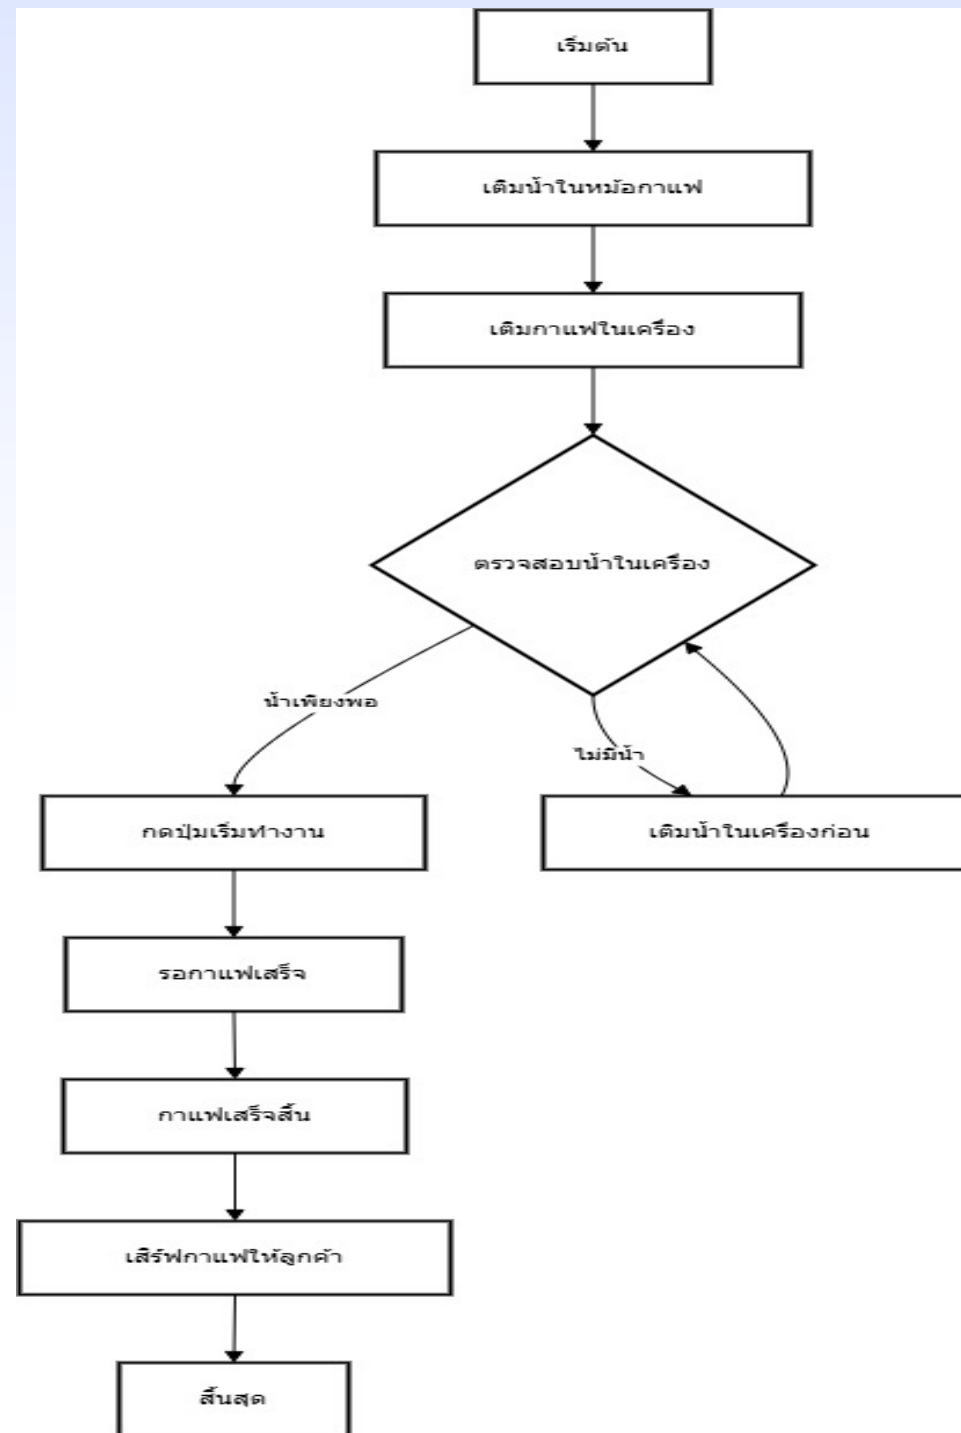 เริ่มต้น
เติมน้ำในหม้อกาแฟ
เติมกาแฟในเครื่อง
ตรวจสอบน้ำในเครื่อง
น้ำเพียงพอ
ไม่มีน้ำ
กดปุ่มเริ่มทำงาน
เติมน้ำในเครื่องก่อน
รอกาแฟเสร็จ
กาแฟเสร็จสิ้น
เสิร์ฟกาแฟให้ลูกค้า
สิ้นสุด